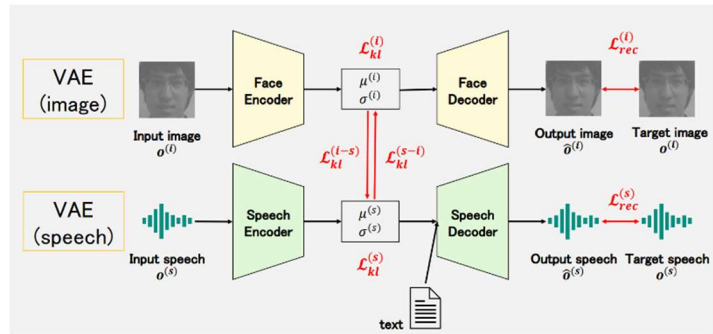 VAE
(image)
Input image
o^(i)
Face
Encoder
ℒ_kl^(i)
μ^(i)
σ^(i)
Face
Decoder
ℒ_rec^(i)
Output image
ô^(i)
Target image
o^(i)
ℒ_kl^(i−s)
ℒ_kl^(s−i)
VAE
(speech)
Input speech
o^(s)
Speech
Encoder
μ^(s)
σ^(s)
ℒ_kl^(s)
Speech
Decoder
text
ℒ_rec^(s)
Output speech
ô^(s)
Target speech
o^(s)